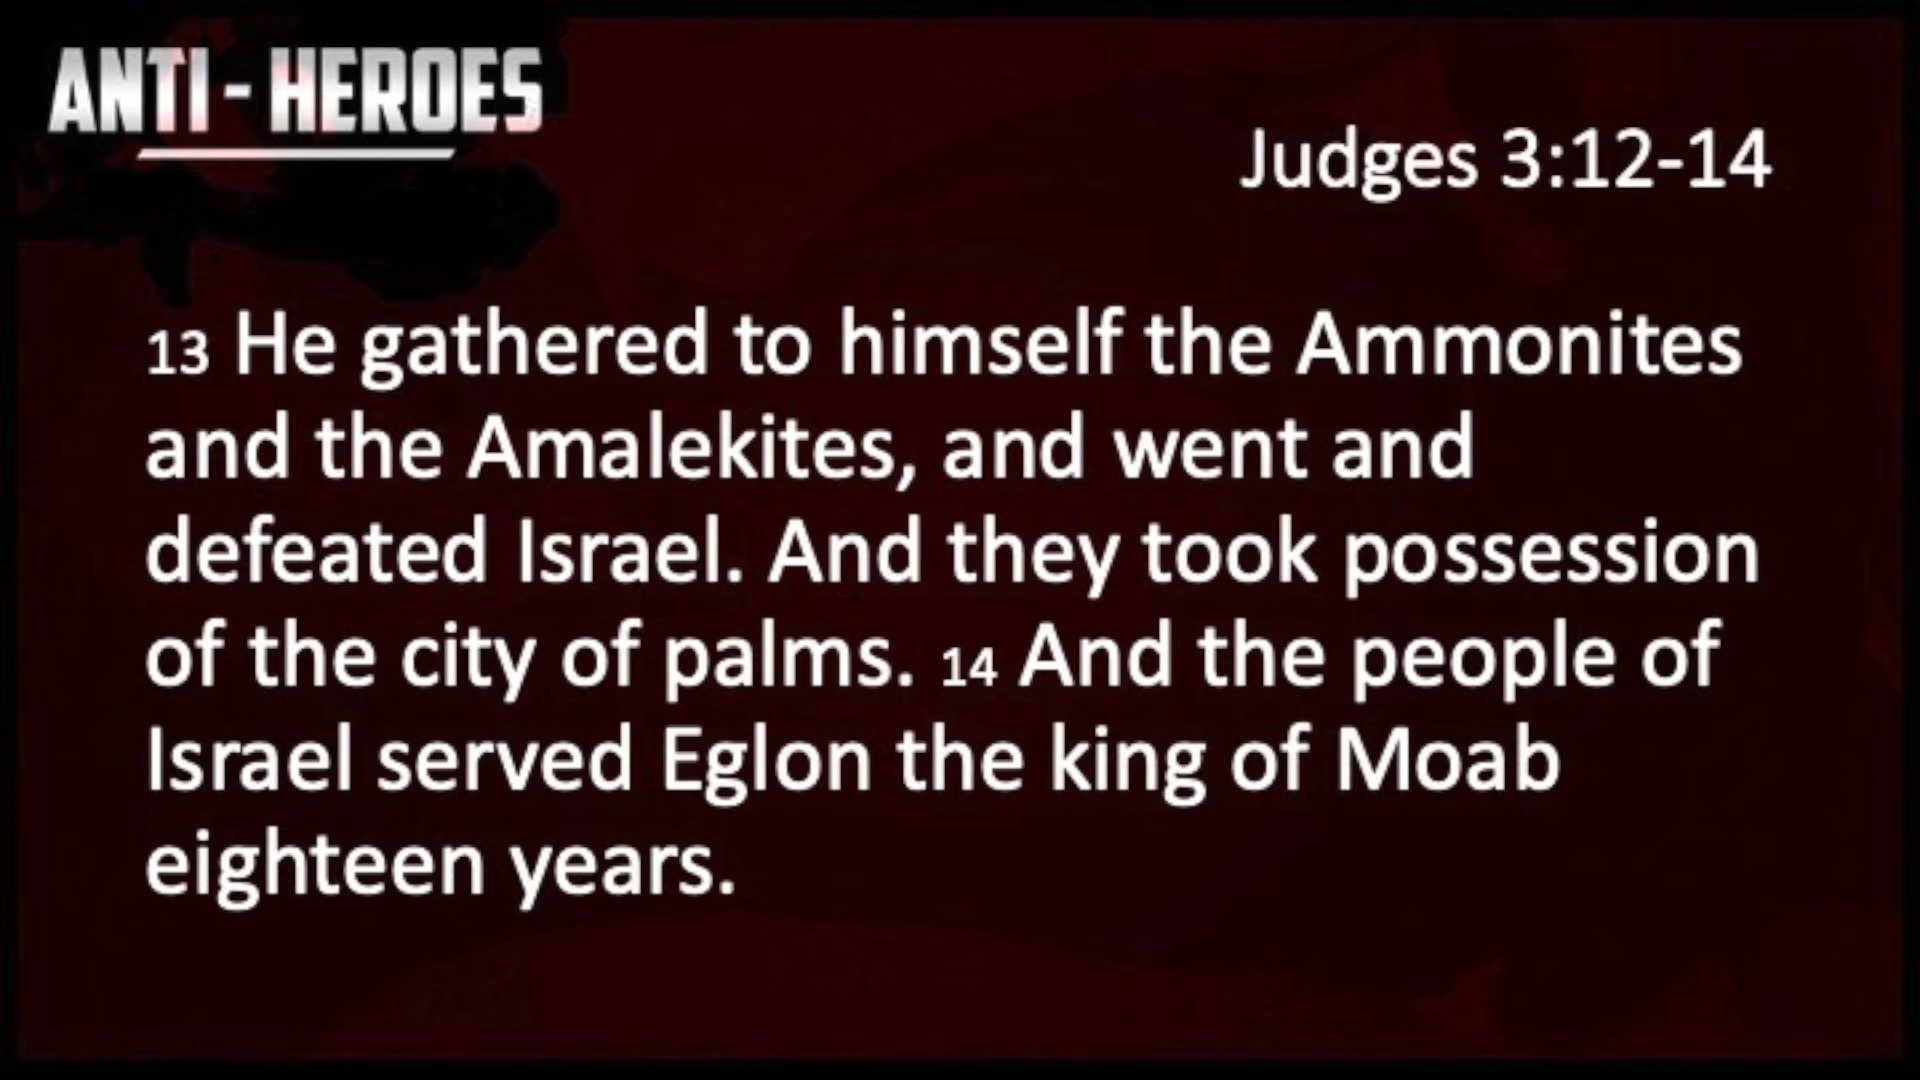 ANTI-HEROES
Judges 3:12-14
13 He gathered to himself the Ammonites
and the Amalekites, and went and
defeated Israel. And they took possession
of the city of palms. 14 And the people of
Israel served Eglon the king of Moab
eighteen years.